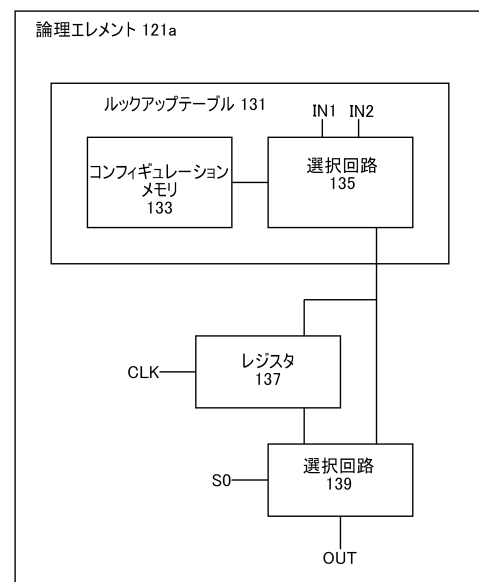 論理エレメント 121a
ルックアップテーブル 131
IN1 IN2
コンフィギュレーション
メモリ
133
選択回路
135
レジスタ
137
CLK
選択回路
139
S0
OUT